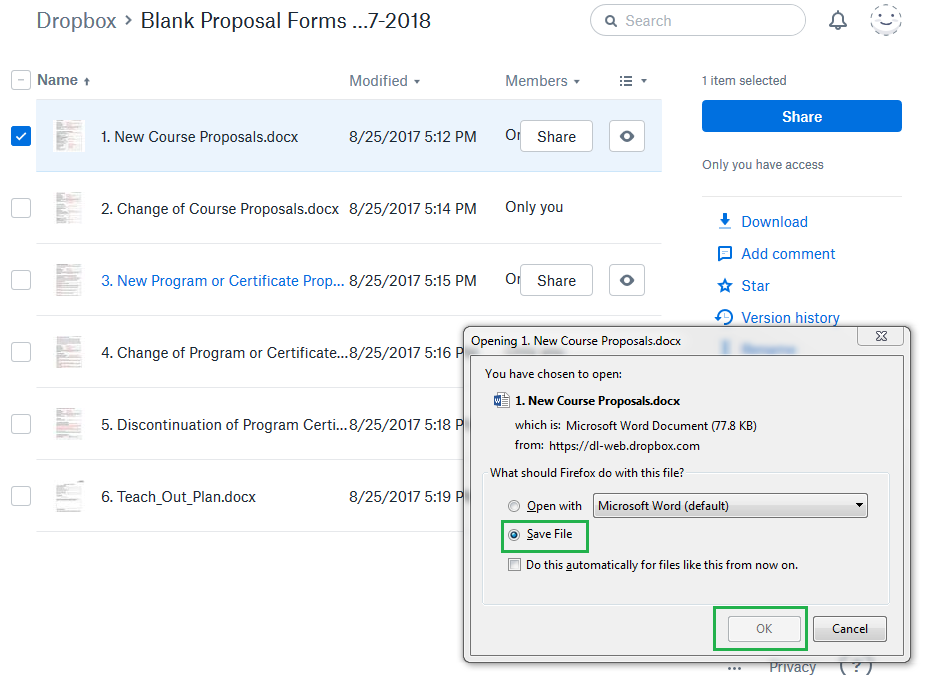 Dropbox > Blank Proposal Forms ...7-2018
Search
Name Modified Members
1 item selected
1. New Course Proposals.docx 8/25/2017 5:12 PM Share
Share
Only you have access
2. Change of Course Proposals.docx 8/25/2017 5:14 PM Only you
Download
Add comment
3. New Program or Certificate Prop... 8/25/2017 5:15 PM Share
Star
Version history
4. Change of Program or Certificate... 8/25/2017 5:16
5. Discontinuation of Program Certi... 8/25/2017 5:18
6. Teach_Out_Plan.docx 8/25/2017 5:19
Opening 1. New Course Proposals.docx
You have chosen to open:
1. New Course Proposals.docx
which is: Microsoft Word Document (77.8 KB)
from: https://dl-web.dropbox.com
What should Firefox do with this file?
Open with Microsoft Word (default)
Save File
Do this automatically for files like this from now on.
OK Cancel
... Privacy ?